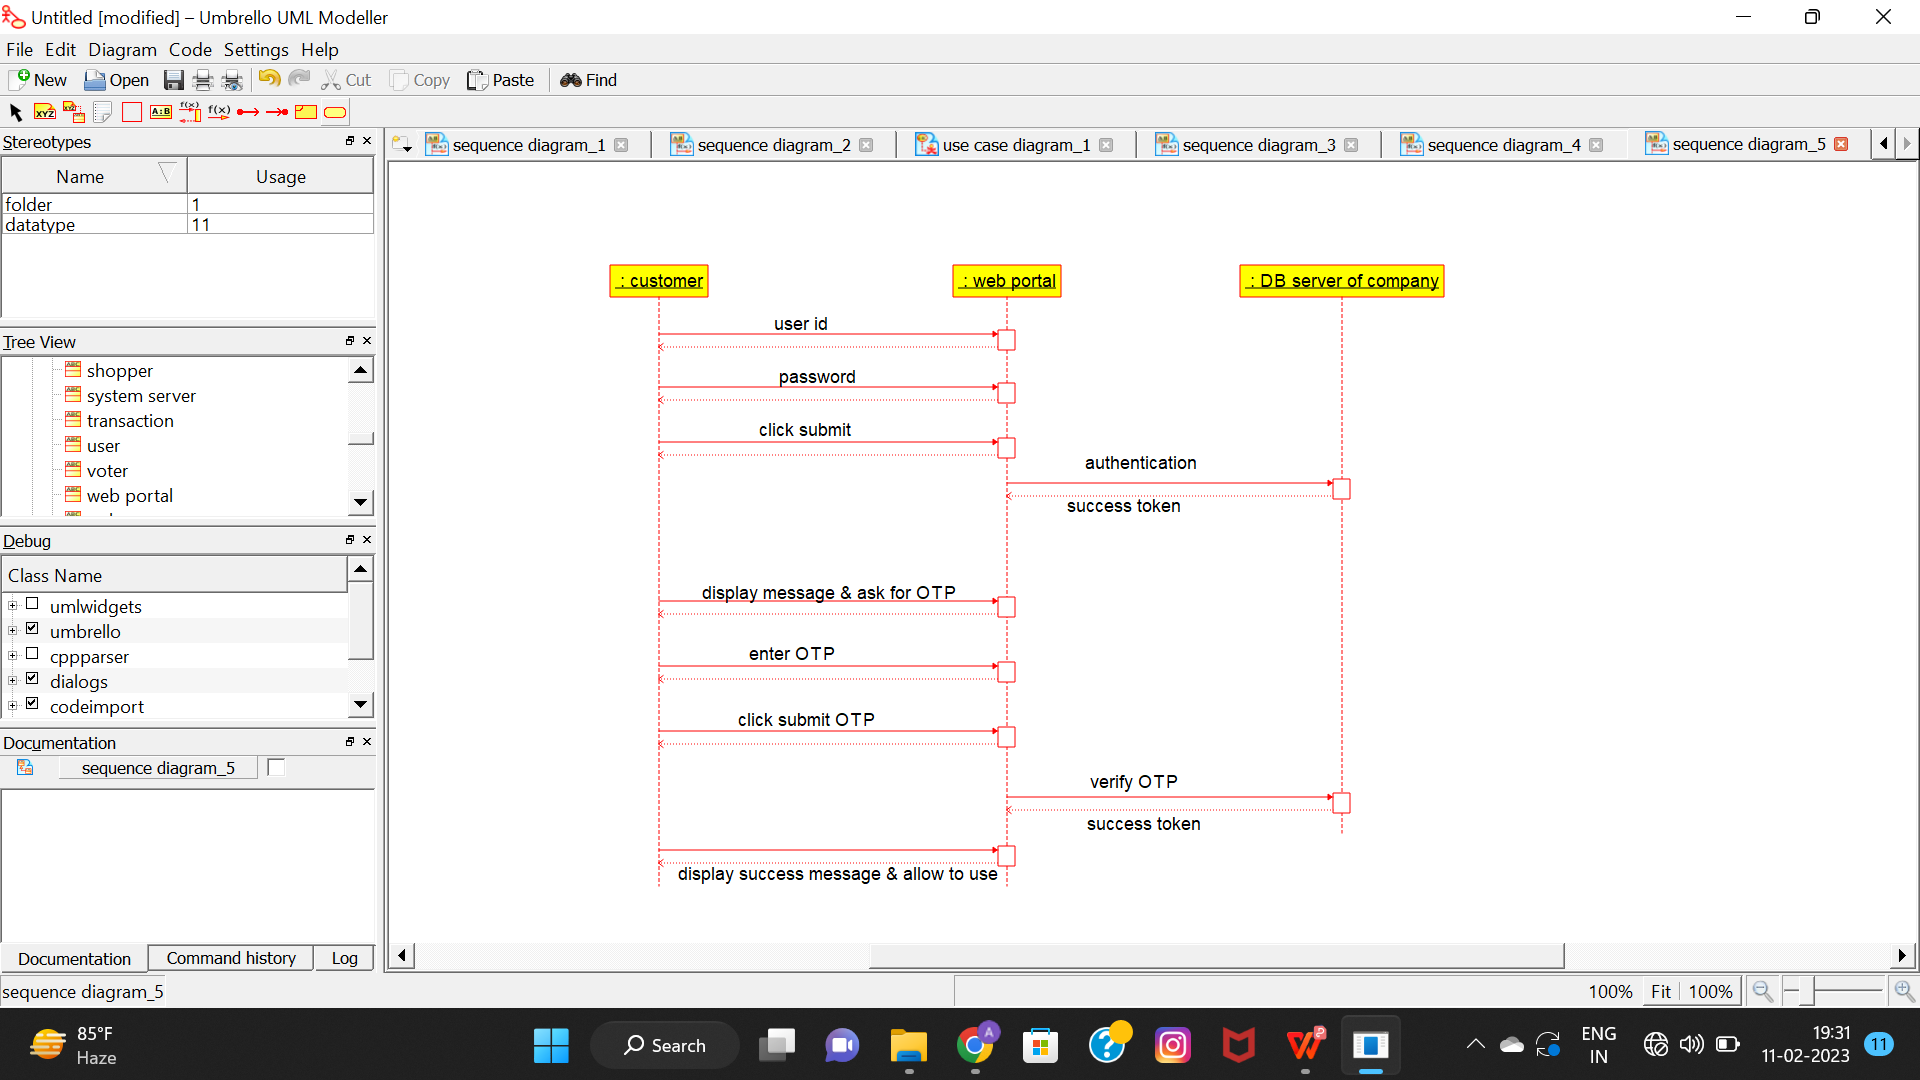 Untitled [modified] – Umbrello UML Modeller
File Edit Diagram Code Settings Help
New Open Cut Copy Paste Find
XYZ A:B f(x) f(x)
Stereotypes
Name Usage
folder 1
datatype 11
Tree View
shopper
system server
transaction
user
voter
web portal
Debug
Class Name
umlwidgets
umbrello
cppparser
dialogs
codeimport
Documentation
sequence diagram_5
Documentation Command history Log
sequence diagram_1 sequence diagram_2 use case diagram_1 sequence diagram_3 sequence diagram_4 sequence diagram_5
: customer : web portal : DB server of company
user id
password
click submit
authentication
success token
display message & ask for OTP
enter OTP
click submit OTP
verify OTP
success token
display success message & allow to use
sequence diagram_5
100% Fit 100%
85°F
Haze
Search
A
ENG
IN
19:31
11-02-2023
11